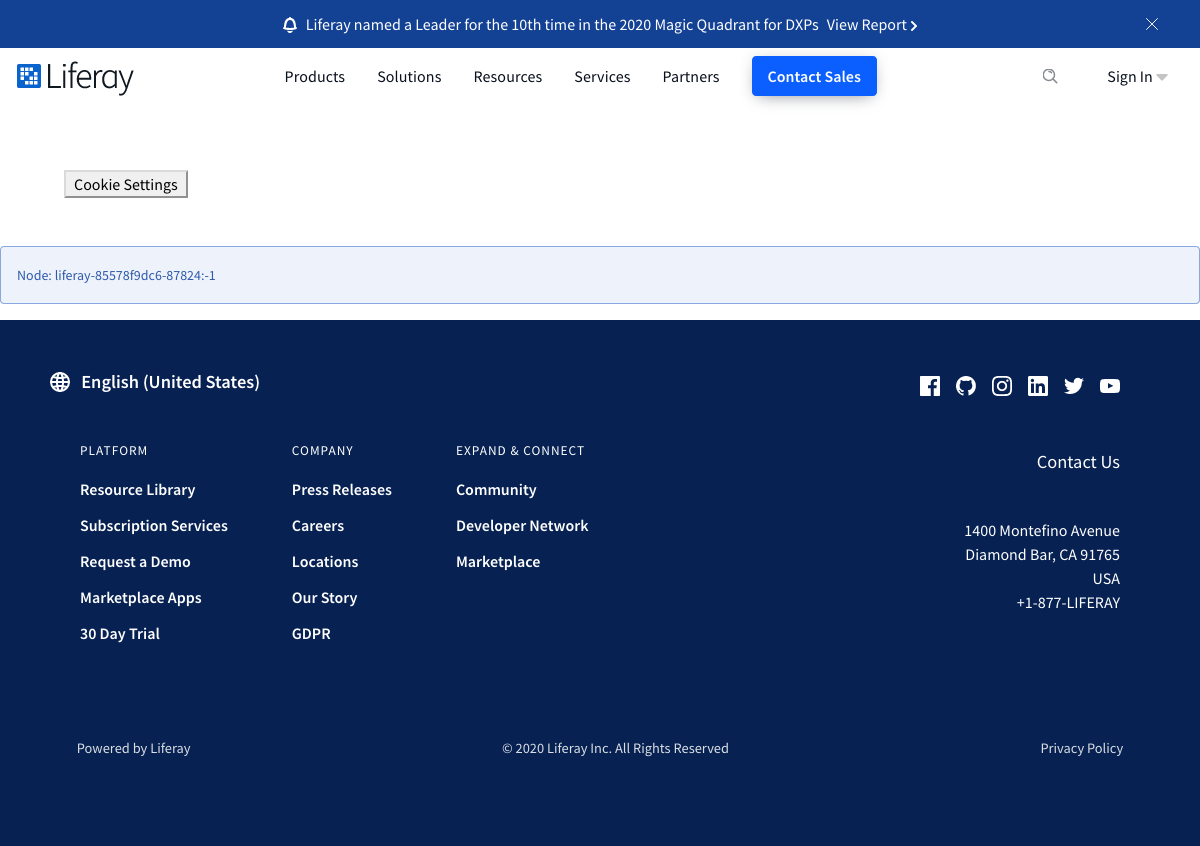 Liferay named a Leader for the 10th time in the 2020 Magic Quadrant for DXPs View Report
Liferay
Products Solutions Resources Services Partners Contact Sales Sign In
Cookie Settings
Node: liferay-85578f9dc6-87824:-1
English (United States)
PLATFORM
Resource Library
Subscription Services
Request a Demo
Marketplace Apps
30 Day Trial
COMPANY
Press Releases
Careers
Locations
Our Story
GDPR
EXPAND & CONNECT
Community
Developer Network
Marketplace
Contact Us
1400 Montefino Avenue
Diamond Bar, CA 91765
USA
+1-877-LIFERAY
Powered by Liferay
© 2020 Liferay Inc. All Rights Reserved
Privacy Policy